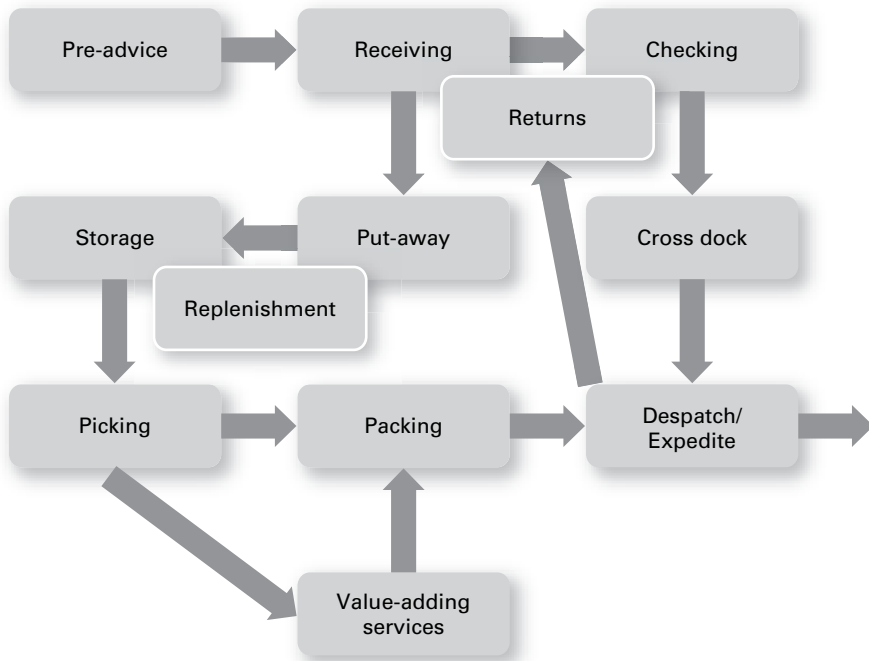 Pre-advice
Receiving
Checking
Returns
Storage
Put-away
Cross dock
Replenishment
Picking
Packing
Despatch/
Expedite
Value-adding
services